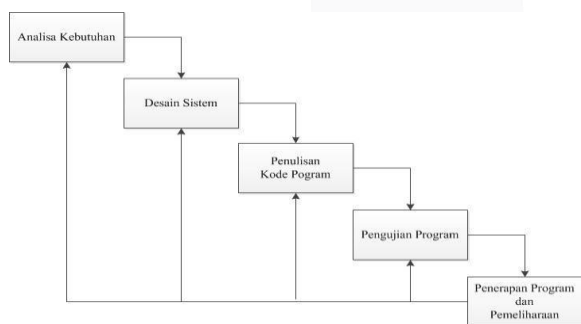 Analisa Kebutuhan
Desain Sistem
Penulisan
Kode Pogram
Pengujian Program
Penerapan Program
dan
Pemeliharaan